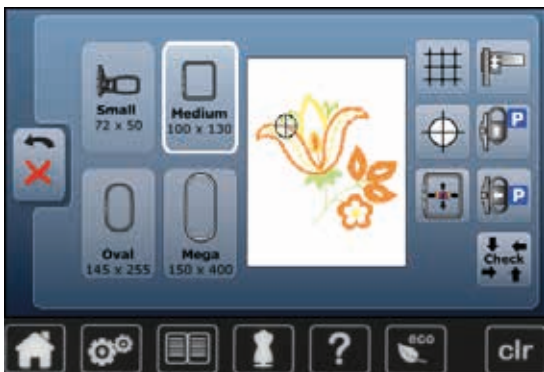 Small
72 x 50
Medium
100 x 130
P
Oval
145 x 255
Mega
150 x 400
P
Check
?
eco
clr